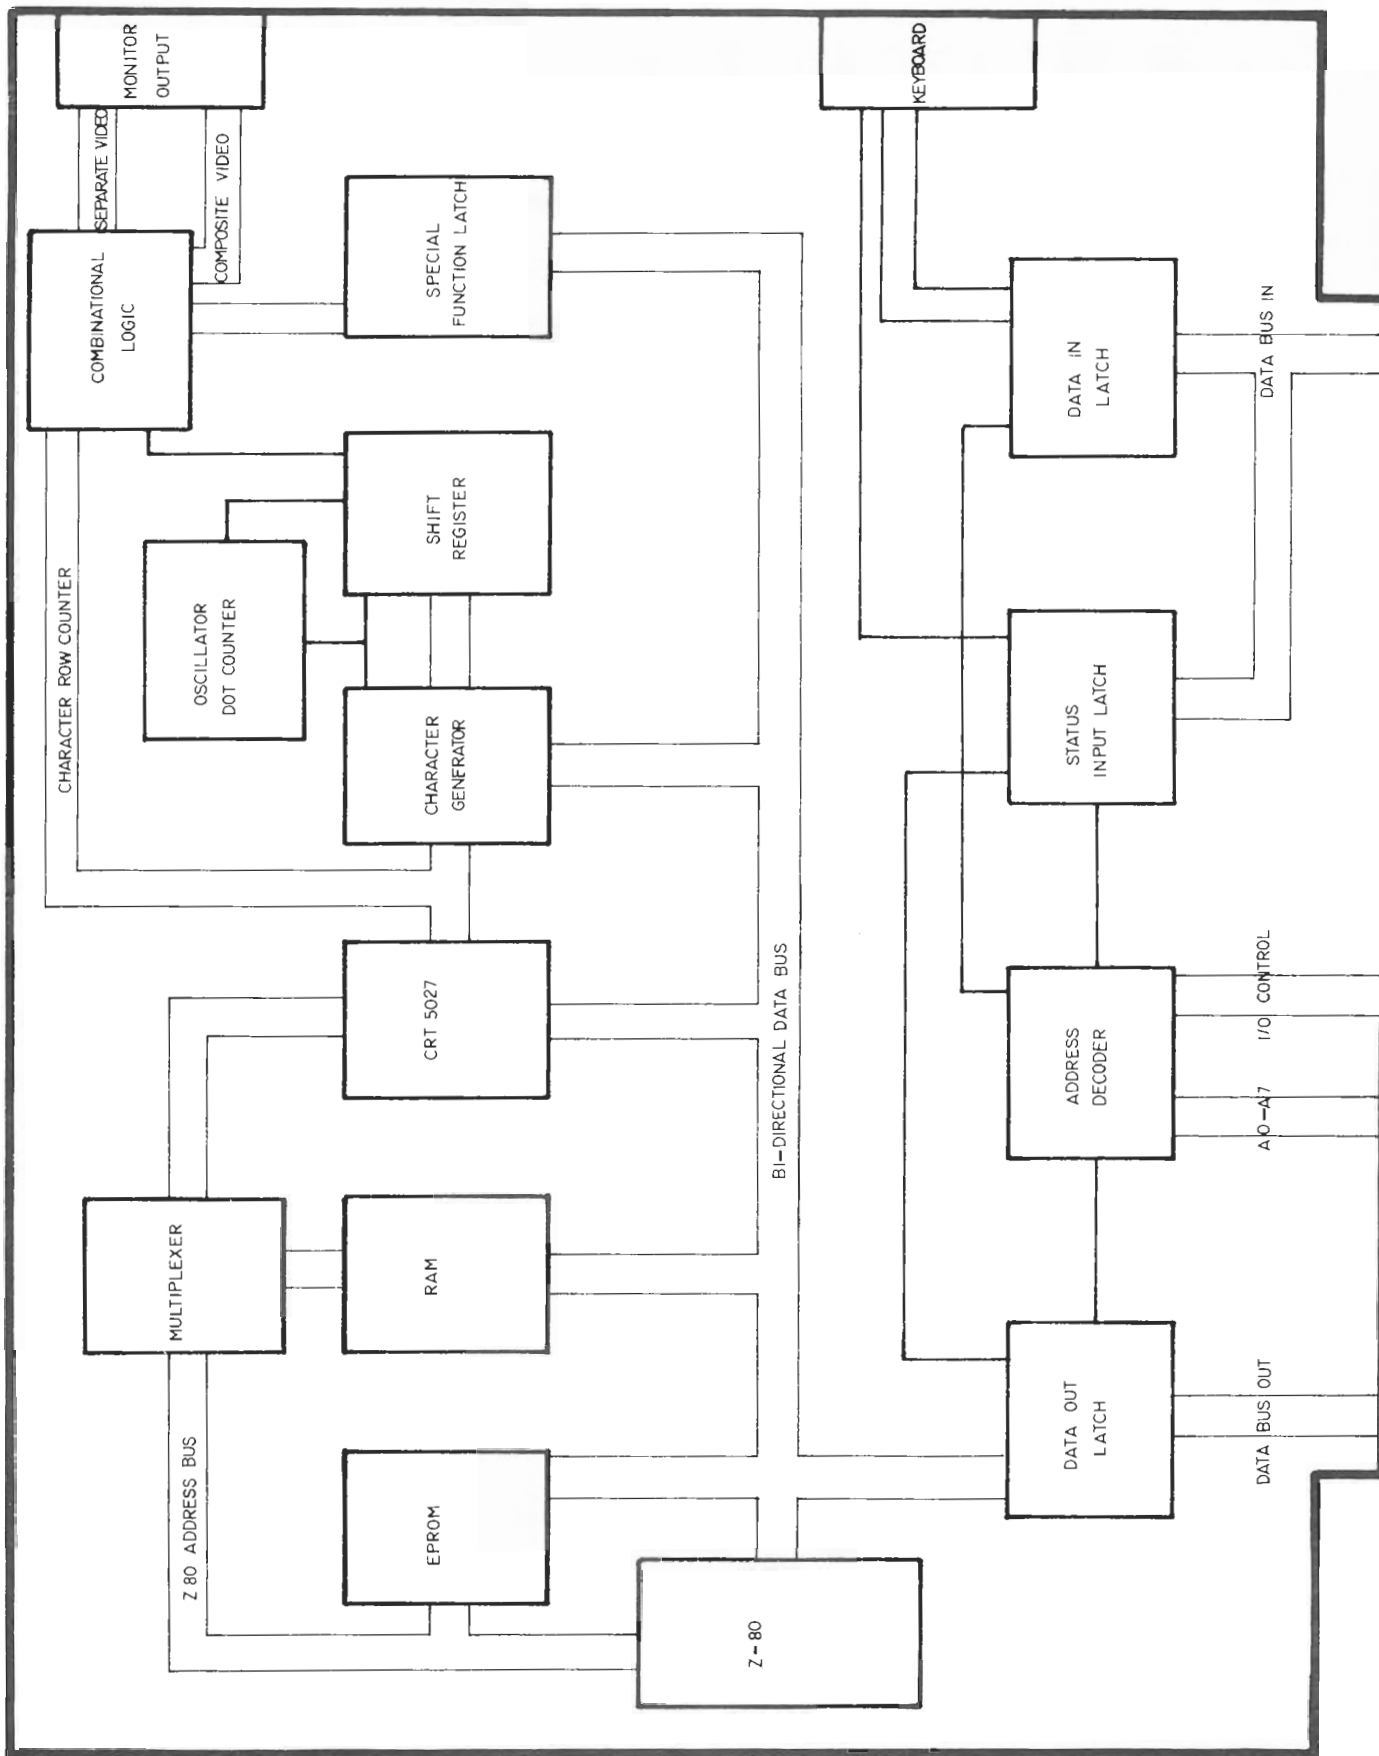 MONITOR
OUTPUT
KEYBOARD
SEPARATE VIDEO
COMPOSITE VIDEO
COMBINATIONAL
LOGIC
SPECIAL
FUNCTION LATCH
DATA IN
LATCH
DATA BUS IN
SHIFT
REGISTER
OSCILLATOR
DOT COUNTER
CHARACTER ROW COUNTER
CHARACTER
GENERATOR
STATUS
INPUT LATCH
CRT 5027
BI-DIRECTIONAL DATA BUS
ADDRESS
DECODER
I/O CONTROL
A0-A7
MULTIPLEXER
RAM
Z 80 ADDRESS BUS
EPROM
DATA OUT
LATCH
DATA BUS OUT
Z-80